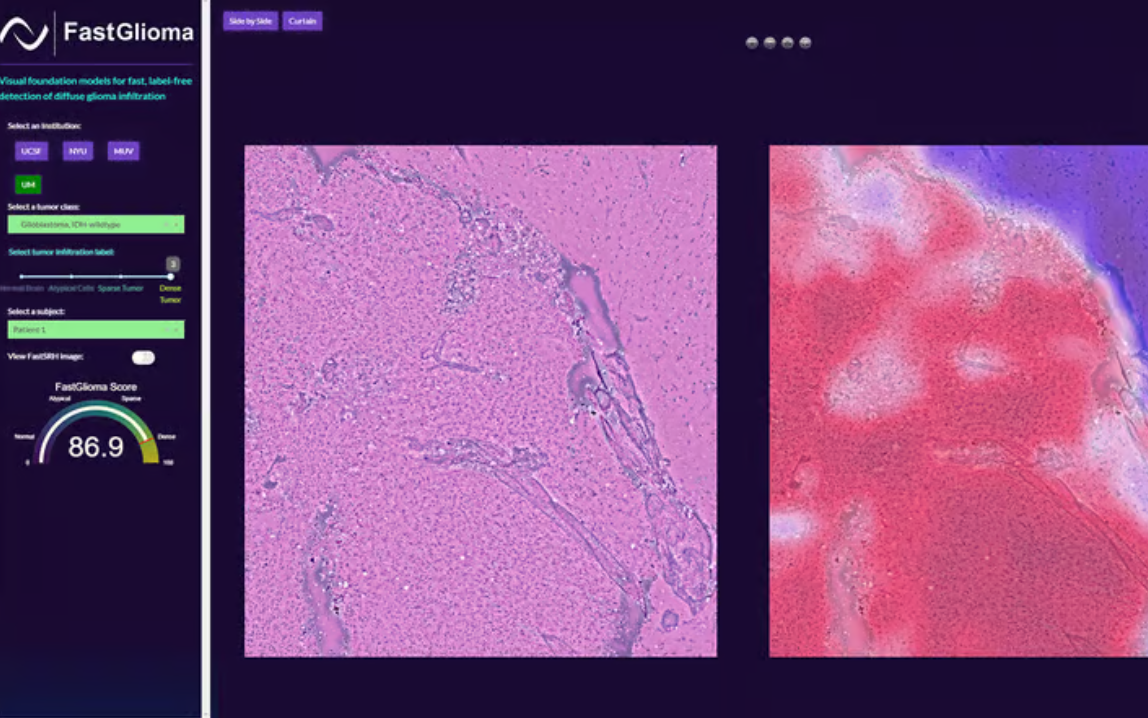 FastGlioma
Visual foundation models for fast, label-free
detection of diffuse glioma infiltration
Select an institution:
UCSF NYU MUV
UM
Select a tumor class:
Glioblastoma, IDH-wildtype
Select tumor infiltration label:
3
Normal Brain Atypical Cells Sparse Tumor Dense
Tumor
Select a subject:
Patient 1
View FastSRH image:
FastGlioma Score
Atypical Sparse
Normal Dense
86.9
0 100
Side by Side Curtain